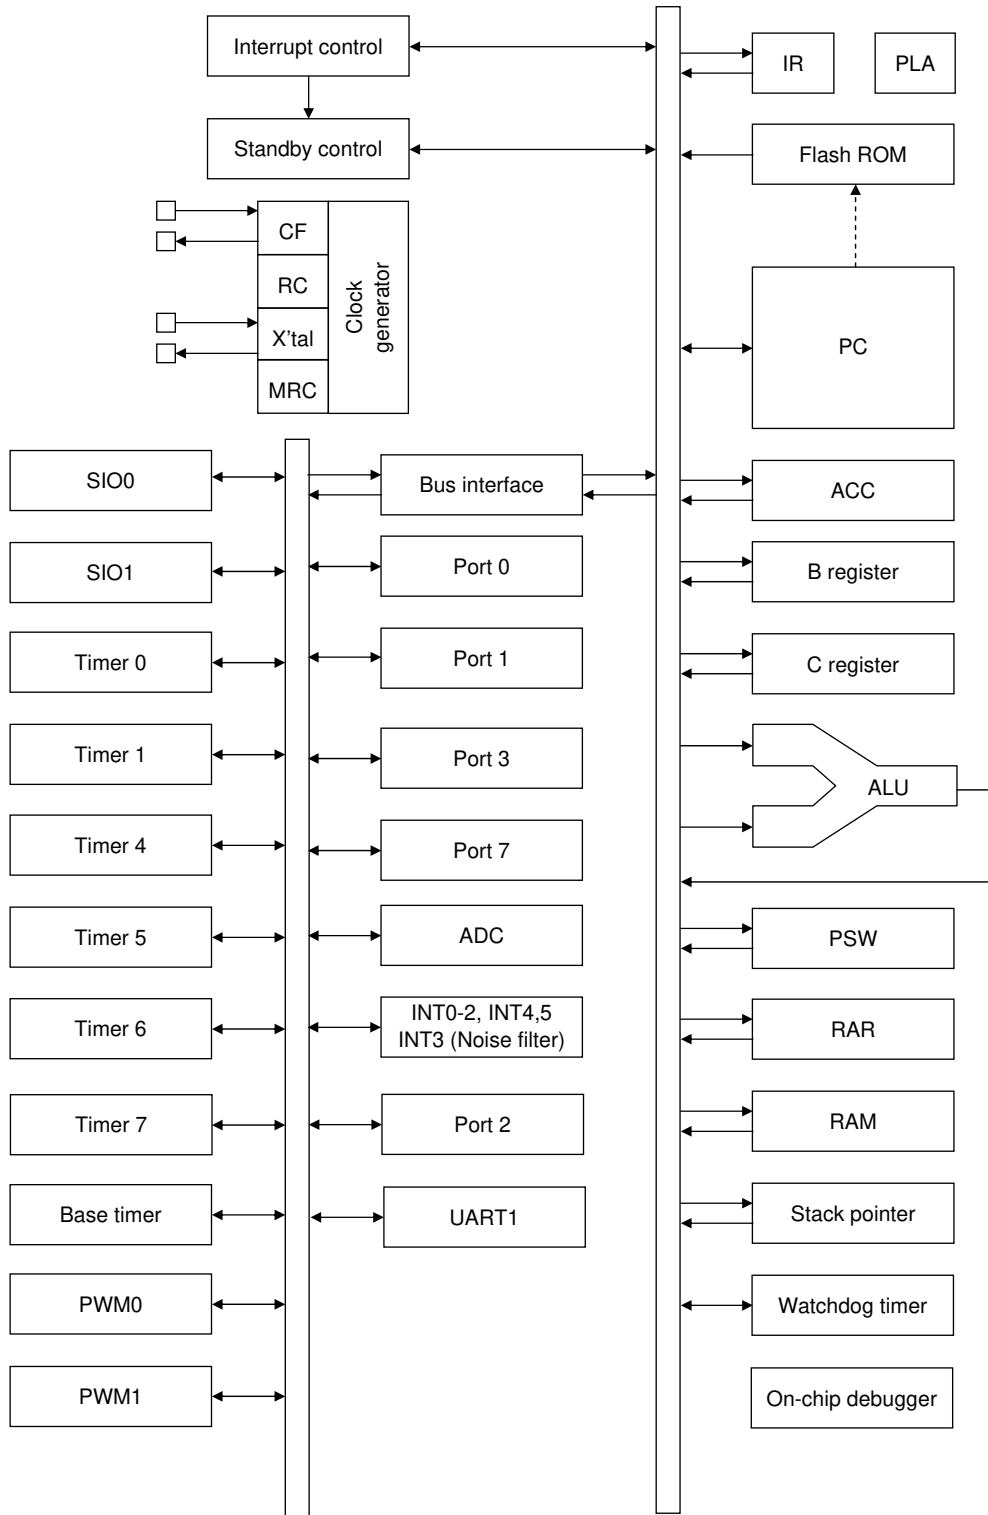 Interrupt control
IR
PLA
Standby control
Flash ROM
CF
RC
X'tal
MRC
Clock
generator
PC
SIO0
Bus interface
ACC
SIO1
Port 0
B register
Timer 0
Port 1
C register
Timer 1
Port 3
ALU
Timer 4
Port 7
Timer 5
ADC
PSW
Timer 6
INT0-2, INT4,5
INT3 (Noise filter)
RAR
Timer 7
Port 2
RAM
Base timer
UART1
Stack pointer
PWM0
Watchdog timer
PWM1
On-chip debugger